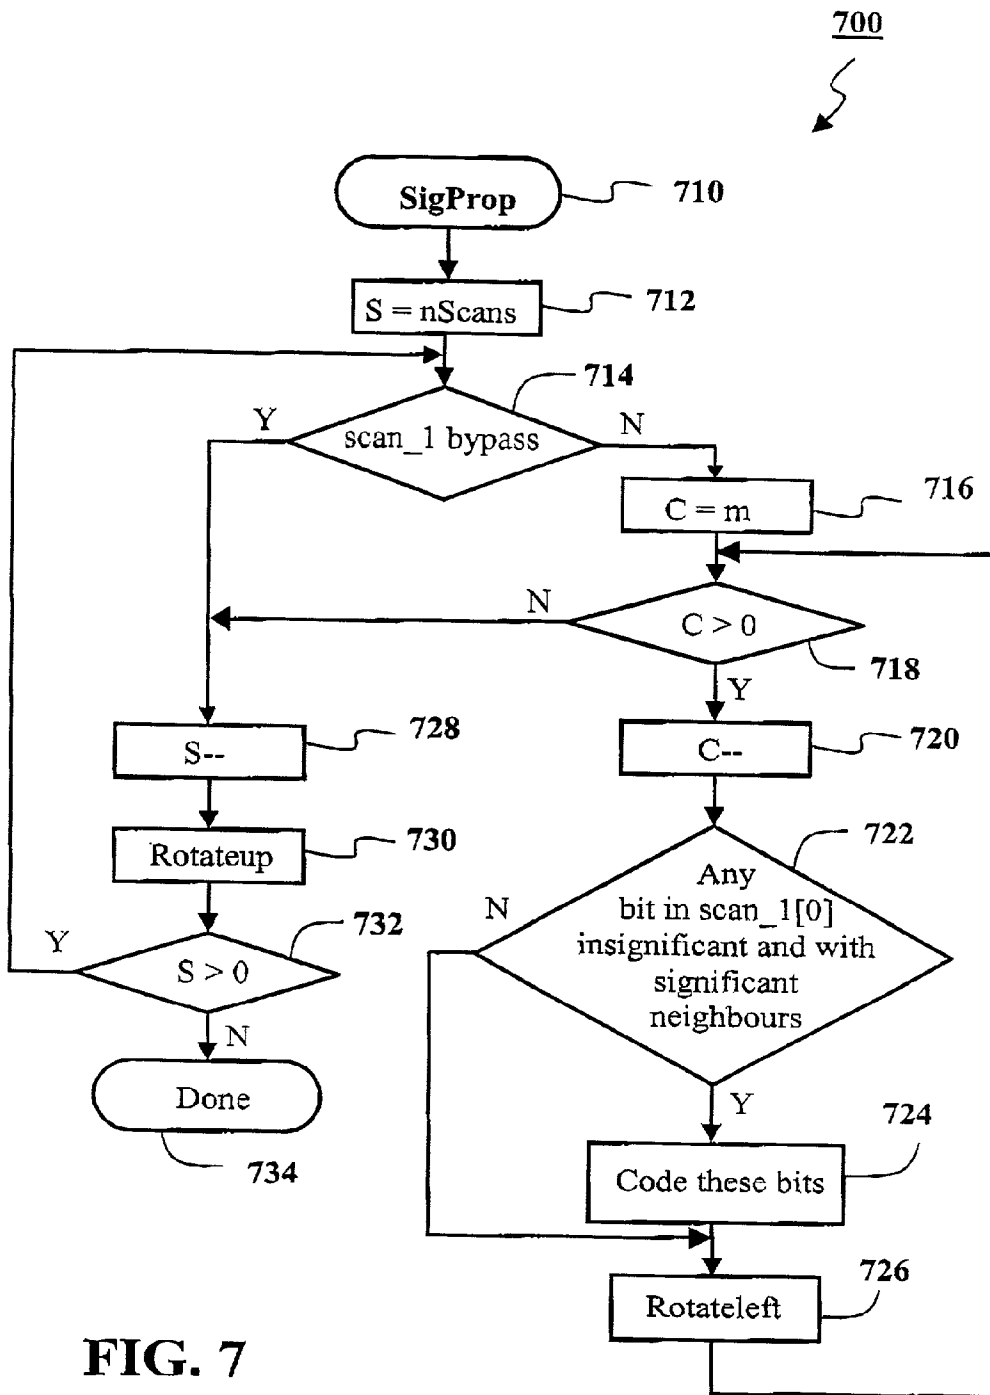 700
SigProp
710
S = nScans
712
714
Y
scan_1 bypass
N
716
C = m
N
C > 0
718
Y
728
S--
720
C--
730
Rotateup
722
Any
bit in scan_1[0]
insignificant and with
significant
neighbours
N
732
Y
S > 0
N
Done
734
Y
724
Code these bits
726
Rotateleft
FIG. 7